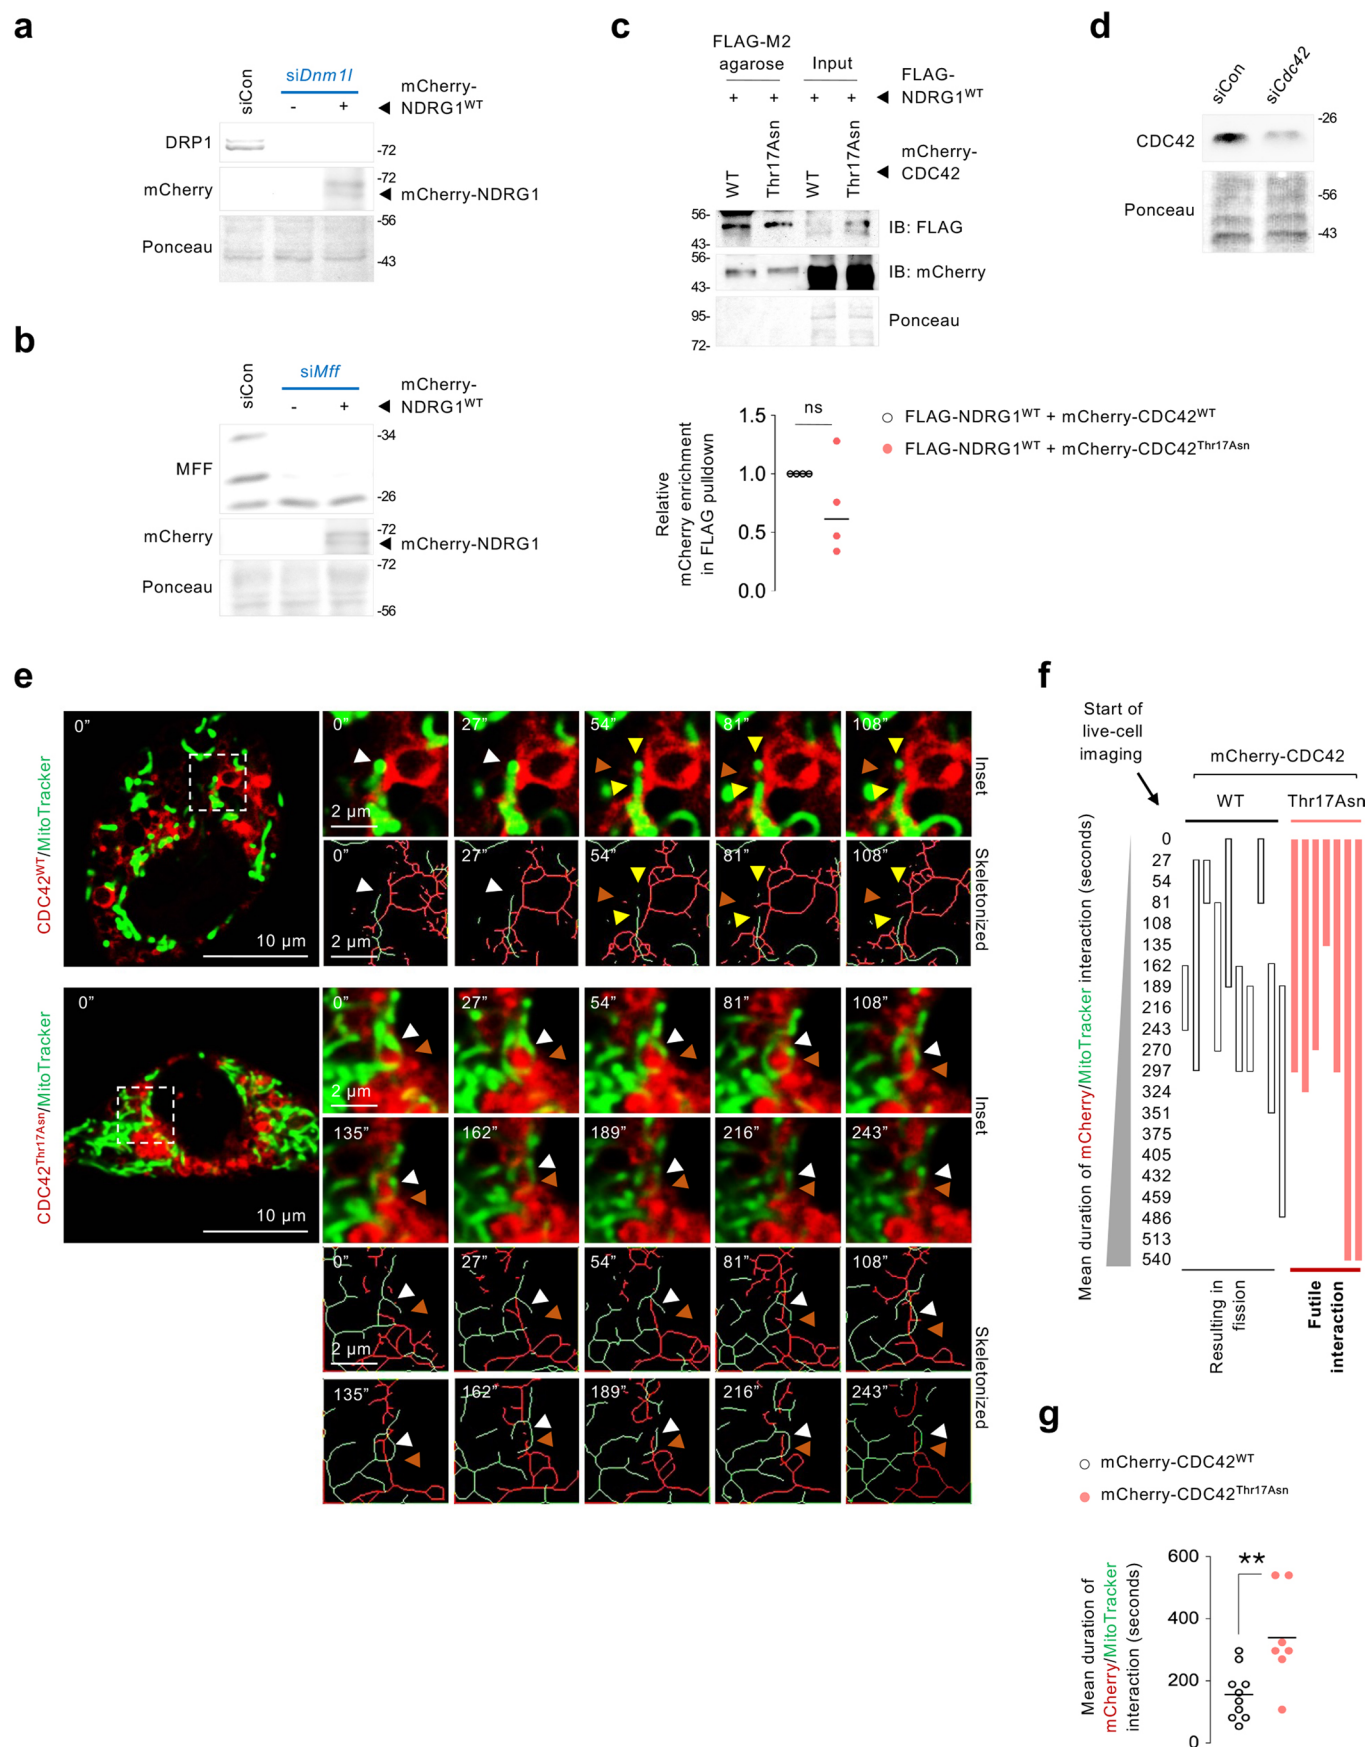 a
siCon
siDnm1l
mCherry-
NDRG1WT
- +
DRP1
-72
mCherry
-72
mCherry-NDRG1
Ponceau
-56
-43
b
siCon
siMff
mCherry-
NDRG1WT
- +
MFF
-34
-26
mCherry
-72
mCherry-NDRG1
Ponceau
-72
-56
c
FLAG-M2
agarose
Input
FLAG-
NDRG1WT
+ + + +
WT
Thr17Asn
WT
Thr17Asn
mCherry-
CDC42
56-
43-
IB: FLAG
56-
43-
IB: mCherry
95-
72-
Ponceau
Relative
mCherry enrichment
in FLAG pulldown
1.5
1.0
0.5
0.0
ns
FLAG-NDRG1WT + mCherry-CDC42WT
FLAG-NDRG1WT + mCherry-CDC42Thr17Asn
d
siCon
siCdc42
CDC42
-26
Ponceau
-56
-43
e
CDC42WT/MitoTracker
0”
10 µm
0” 27” 54” 81” 108”
2 µm
Inset
0” 27” 54” 81” 108”
2 µm
Skeletonized
CDC42Thr17Asn/MitoTracker
0”
10 µm
0” 27” 54” 81” 108”
2 µm
135” 162” 189” 216” 243”
Inset
0” 27” 54” 81” 108”
2 µm
135” 162” 189” 216” 243”
Skeletonized
f
Start of
live-cell
imaging
mCherry-CDC42
WT
Thr17Asn
Mean duration of mCherry/MitoTracker interaction (seconds)
0
27
54
81
108
135
162
189
216
243
270
297
324
351
375
405
432
459
486
513
540
Resulting in
fission
Futile
interaction
g
mCherry-CDC42WT
mCherry-CDC42Thr17Asn
Mean duration of
mCherry/MitoTracker
interaction (seconds)
600
400
200
0
**